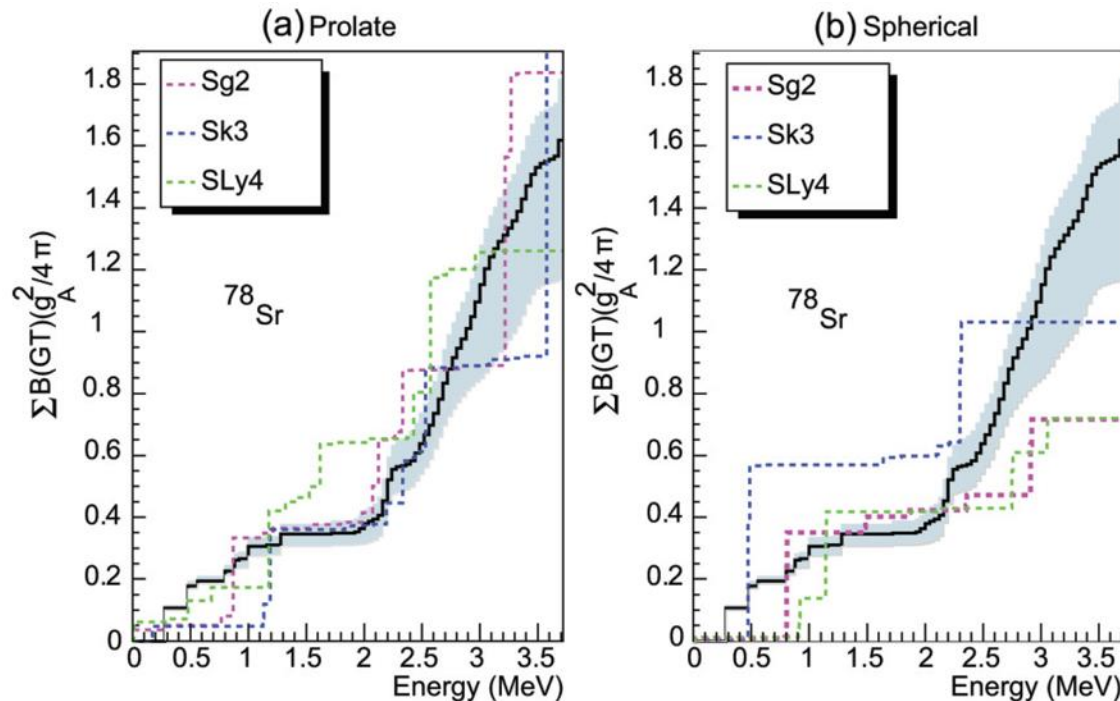 (a) Prolate
Sg2
Sk3
SLy4
78Sr
ΣB(GT)(g_A^2/4π)
1.8
1.6
1.4
1.2
1
0.8
0.6
0.4
0.2
0
0 0.5 1 1.5 2 2.5 3 3.5
Energy (MeV)
(b) Spherical
Sg2
Sk3
SLy4
78Sr
ΣB(GT)(g_A^2/4π)
1.8
1.6
1.4
1.2
1
0.8
0.6
0.4
0.2
0
0 0.5 1 1.5 2 2.5 3 3.5
Energy (MeV)